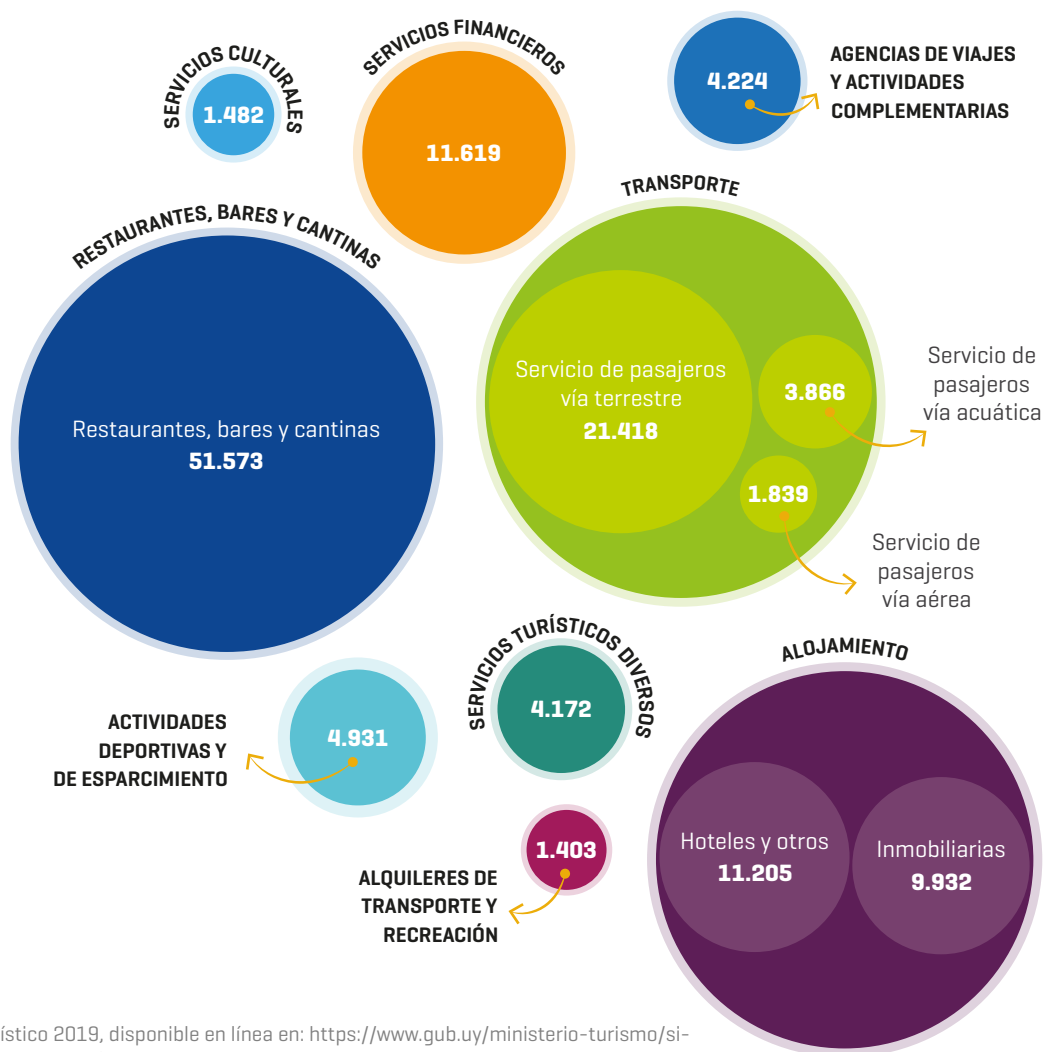 SERVICIOS CULTURALES
1.482
SERVICIOS FINANCIEROS
11.619
4.224
AGENCIAS DE VIAJES
Y ACTIVIDADES
COMPLEMENTARIAS
RESTAURANTES, BARES Y CANTINAS
Restaurantes, bares y cantinas
51.573
TRANSPORTE
Servicio de pasajeros
vía terrestre
21.418
3.866
Servicio de
pasajeros
vía acuática
1.839
Servicio de
pasajeros
vía aérea
ACTIVIDADES
DEPORTIVAS Y
DE ESPARCIMIENTO
4.931
SERVICIOS TURÍSTICOS DIVERSOS
4.172
ALQUILERES DE
TRANSPORTE Y
RECREACIÓN
1.403
ALOJAMIENTO
Hoteles y otros
11.205
Inmobiliarias
9.932
ístico 2019, disponible en línea en: https://www.gub.uy/ministerio-turismo/si-